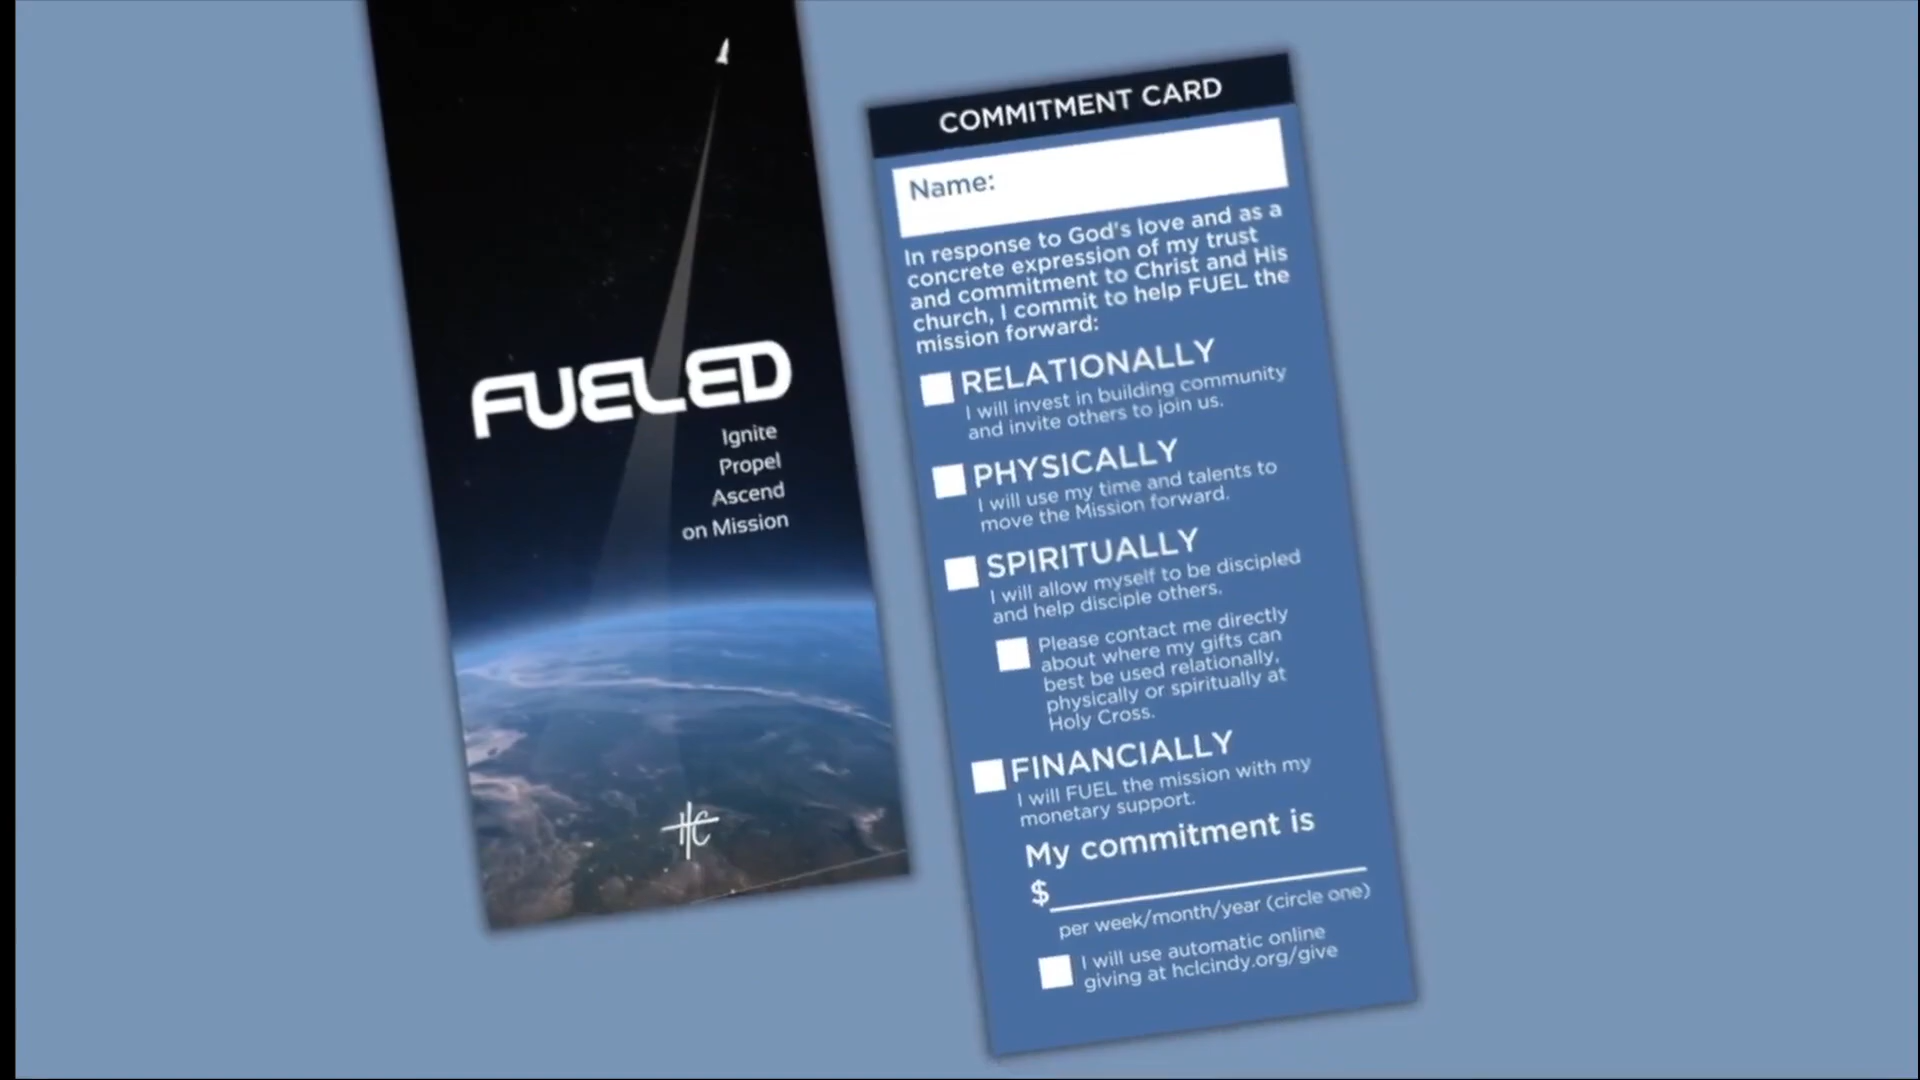 FUELED
Ignite
Propel
Ascend
on Mission
HC
COMMITMENT CARD
Name:
In response to God's love and as a
concrete expression of my trust
and commitment to Christ and His
church, I commit to help FUEL the
mission forward:
RELATIONALLY
I will invest in building community
and invite others to join us.
PHYSICALLY
I will use my time and talents to
move the Mission forward.
SPIRITUALLY
I will allow myself to be discipled
and help disciple others.
Please contact me directly
about where my gifts can
best be used relationally,
physically or spiritually at
Holy Cross.
FINANCIALLY
I will FUEL the mission with my
monetary support.
My commitment is
$
per week/month/year (circle one)
I will use automatic online
giving at hclcindy.org/give